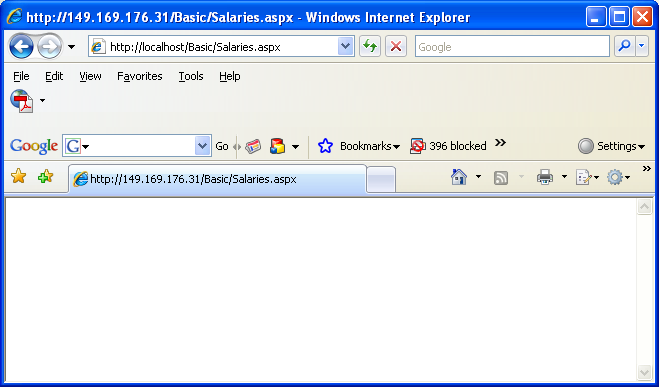 http://149.169.176.31/Basic/Salaries.aspx - Windows Internet Explorer
http://localhost/Basic/Salaries.aspx Google
File Edit View Favorites Tools Help
Google G Go Bookmarks 396 blocked Settings
http://149.169.176.31/Basic/Salaries.aspx